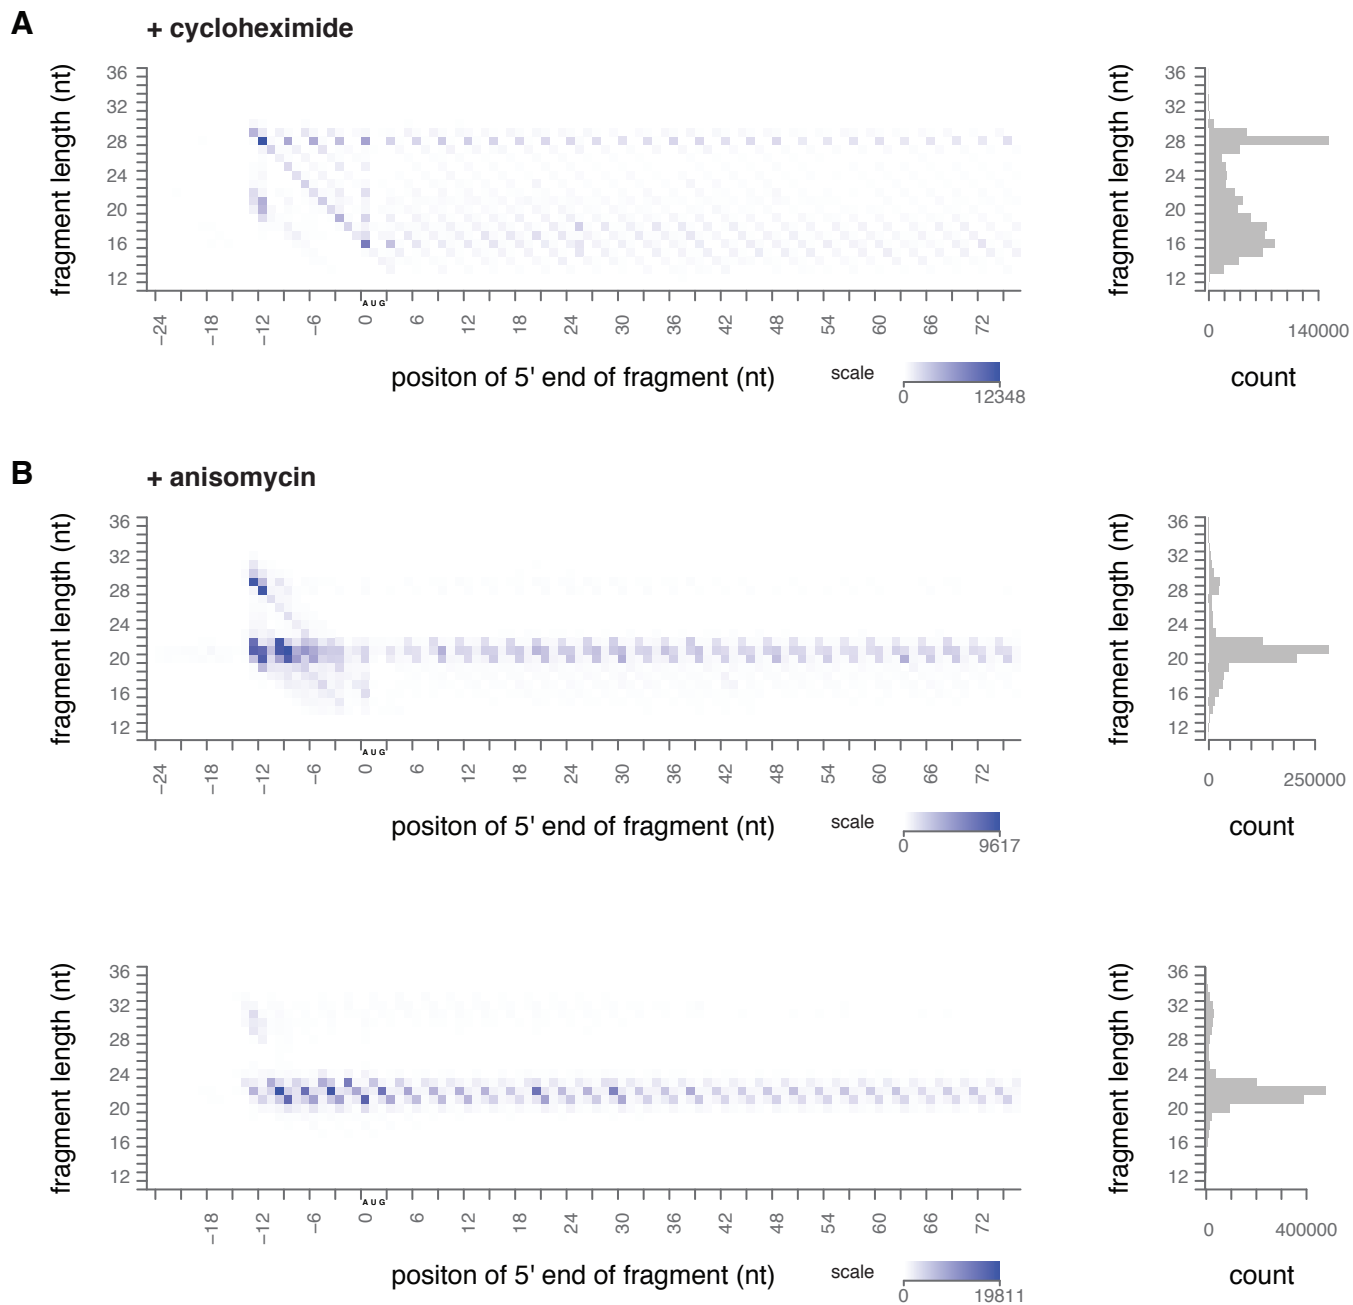 A
+ cycloheximide
fragment length (nt)
36
32
28
24
20
16
12
−24 −18 −12 −6 0 6 12 18 24 30 36 42 48 54 60 66 72
AUG
positon of 5' end of fragment (nt)
scale
0 12348
fragment length (nt)
36
32
28
24
20
16
12
0 140000
count
B
+ anisomycin
fragment length (nt)
36
32
28
24
20
16
12
−24 −18 −12 −6 0 6 12 18 24 30 36 42 48 54 60 66 72
AUG
positon of 5' end of fragment (nt)
scale
0 9617
fragment length (nt)
36
32
28
24
20
16
12
0 250000
count
fragment length (nt)
36
32
28
24
20
16
12
−18 −12 −6 0 6 12 18 24 30 36 42 48 54 60 66 72
AUG
positon of 5' end of fragment (nt)
scale
0 19811
fragment length (nt)
36
32
28
24
20
16
12
0 400000
count